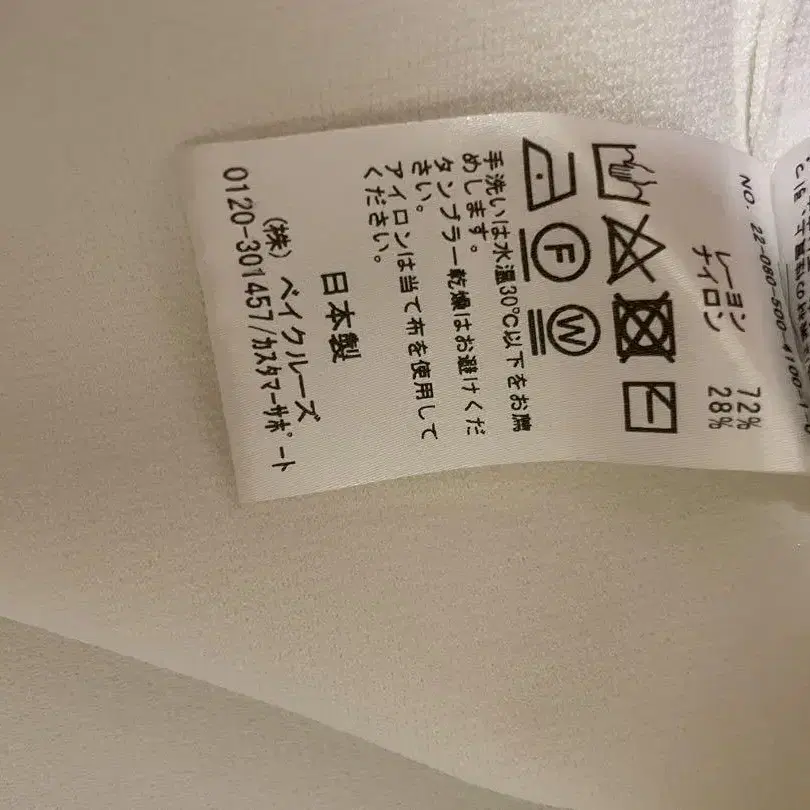 NO. 22-080-500-4100-1-0
レーヨン 72%
ナイロン 28%
F W
手洗いは水温30℃以下をお薦
めします。
タンブラー乾燥はお避けくだ
さい。
アイロンは当て布を使用して
ください。
日本製
(株) ベイクルーズ
0120-301457/ｶｽﾀﾏｰｻﾎﾟｰﾄ